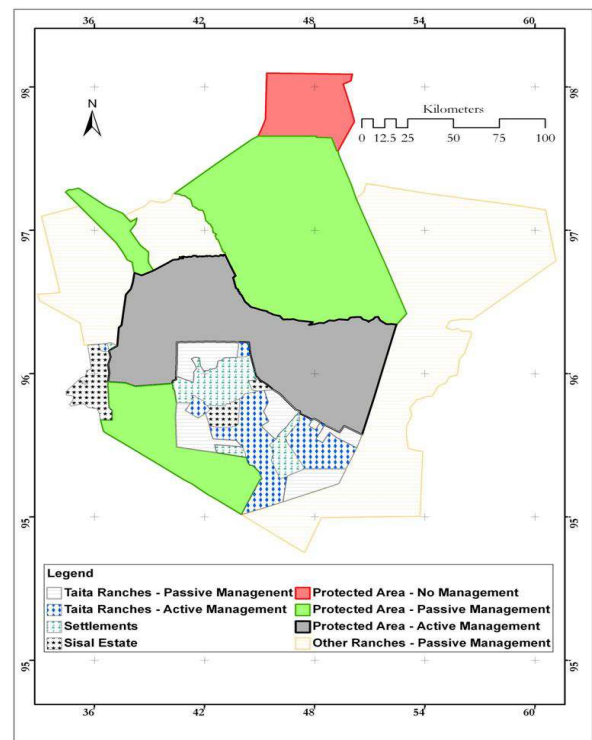 36 42 48 54 60
98
N
Kilometers
0 12.5 25 50 75 100
97
96
95
Legend
Taita Ranches - Passive Management
Taita Ranches - Active Management
Settlements
Sisal Estate
Protected Area - No Management
Protected Area - Passive Management
Protected Area - Active Management
Other Ranches - Passive Management
95
36 42 48 54 60
98
97
96
95
95